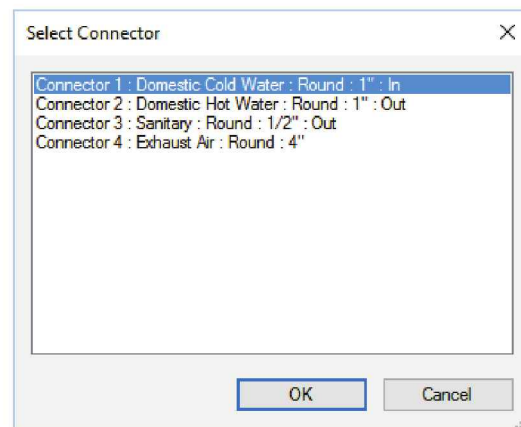 Select Connector
Connector 1 : Domestic Cold Water : Round : 1" : In
Connector 2 : Domestic Hot Water : Round : 1" : Out
Connector 3 : Sanitary : Round : 1/2" : Out
Connector 4 : Exhaust Air : Round : 4"
OK Cancel